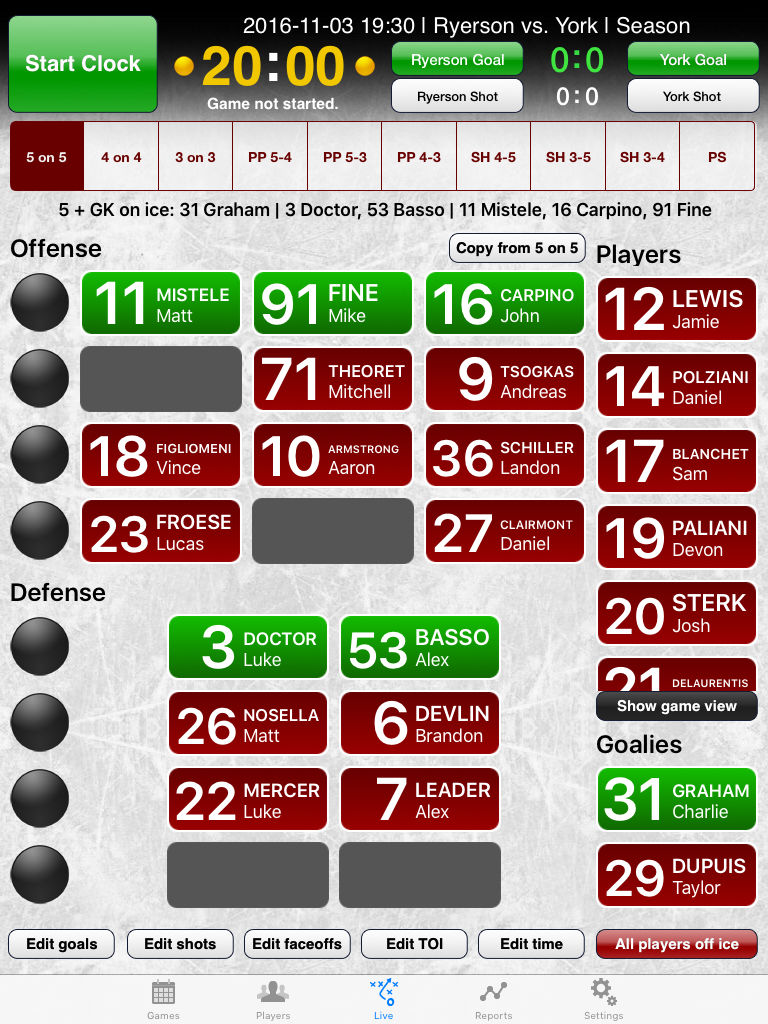 2016-11-03 19:30 | Ryerson vs. York | Season
Start Clock
20:00
Game not started.
Ryerson Goal
0:0
York Goal
Ryerson Shot
0:0
York Shot
5 on 5
4 on 4
3 on 3
PP 5-4
PP 5-3
PP 4-3
SH 4-5
SH 3-5
SH 3-4
PS
5 + GK on ice: 31 Graham | 3 Doctor, 53 Basso | 11 Mistele, 16 Carpino, 91 Fine
Offense
Copy from 5 on 5
11 MISTELE
Matt
91 FINE
Mike
16 CARPINO
John
71 THEORET
Mitchell
9 TSOGKAS
Andreas
18 FIGLIOMENI
Vince
10 ARMSTRONG
Aaron
36 SCHILLER
Landon
23 FROESE
Lucas
27 CLAIRMONT
Daniel
Defense
3 DOCTOR
Luke
53 BASSO
Alex
26 NOSELLA
Matt
6 DEVLIN
Brandon
22 MERCER
Luke
7 LEADER
Alex
Players
12 LEWIS
Jamie
14 POLZIANI
Daniel
17 BLANCHET
Sam
19 PALIANI
Devon
20 STERK
Josh
21 DELAURENTIS
Show game view
Goalies
31 GRAHAM
Charlie
29 DUPUIS
Taylor
Edit goals
Edit shots
Edit faceoffs
Edit TOI
Edit time
All players off ice
Games
Players
Live
Reports
Settings